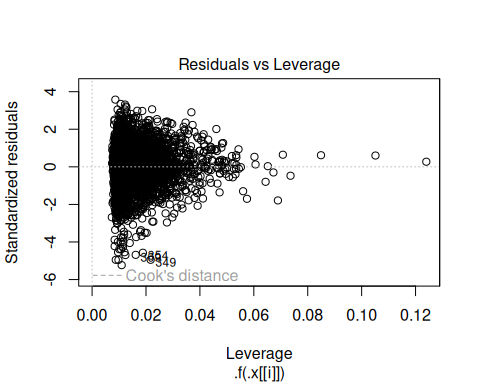 Residuals vs Leverage
Standardized residuals
4
2
0
-2
-4
-6
349
Cook's distance
0.00
0.02
0.04
0.06
0.08
0.10
0.12
Leverage
.f(.x[[i]])